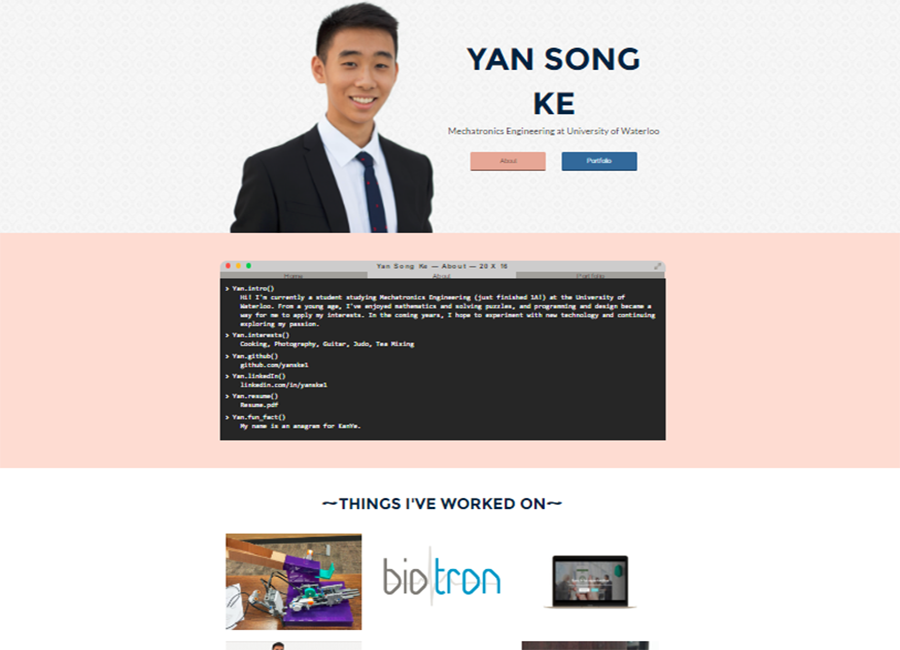 YAN SONG
KE
Mechatronics Engineering at University of Waterloo
About
Portfolio
Yan Song Ke — About — 20 X 16
Home
About
Portfolio
> Yan.intro()
Hi! I'm currently a student studying Mechatronics Engineering (just finished 1A!) at the University of
Waterloo. From a young age, I've enjoyed mathematics and solving puzzles, and programming and design became a
way for me to apply my interests. In the coming years, I hope to experiment with new technology and continuing
exploring my passion.
> Yan.interests()
Cooking, Photography, Guitar, Judo, Tea Mixing
> Yan.github()
github.com/yanske1
> Yan.linkedIn()
linkedin.com/in/yanske1
> Yan.resume()
Resume.pdf
> Yan.fun_fact()
My name is an anagram for KanYe.
~THINGS I'VE WORKED ON~
biotron